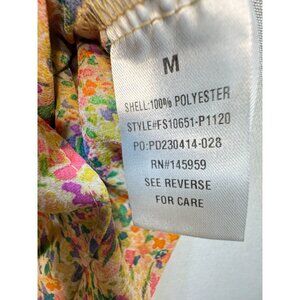 M
SHELL:100% POLYESTER
STYLE#FS10651-P1120
PO:PD230414-028
RN#145959
SEE REVERSE
FOR CARE